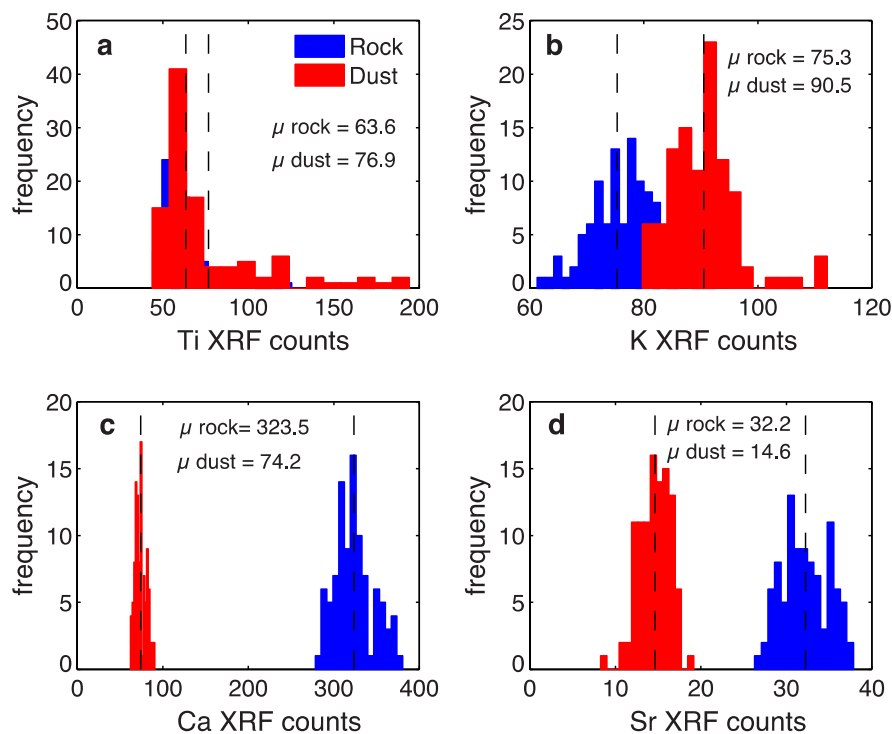 a
Rock
Dust
μ rock = 63.6
μ dust = 76.9
frequency
50
40
30
20
10
0
0 50 100 150 200
Ti XRF counts
b
μ rock = 75.3
μ dust = 90.5
frequency
25
20
15
10
5
0
60 80 100 120
K XRF counts
c
μ rock= 323.5
μ dust = 74.2
frequency
20
15
10
5
0
0 100 200 300 400
Ca XRF counts
d
μ rock = 32.2
μ dust = 14.6
frequency
20
15
10
5
0
0 10 20 30 40
Sr XRF counts